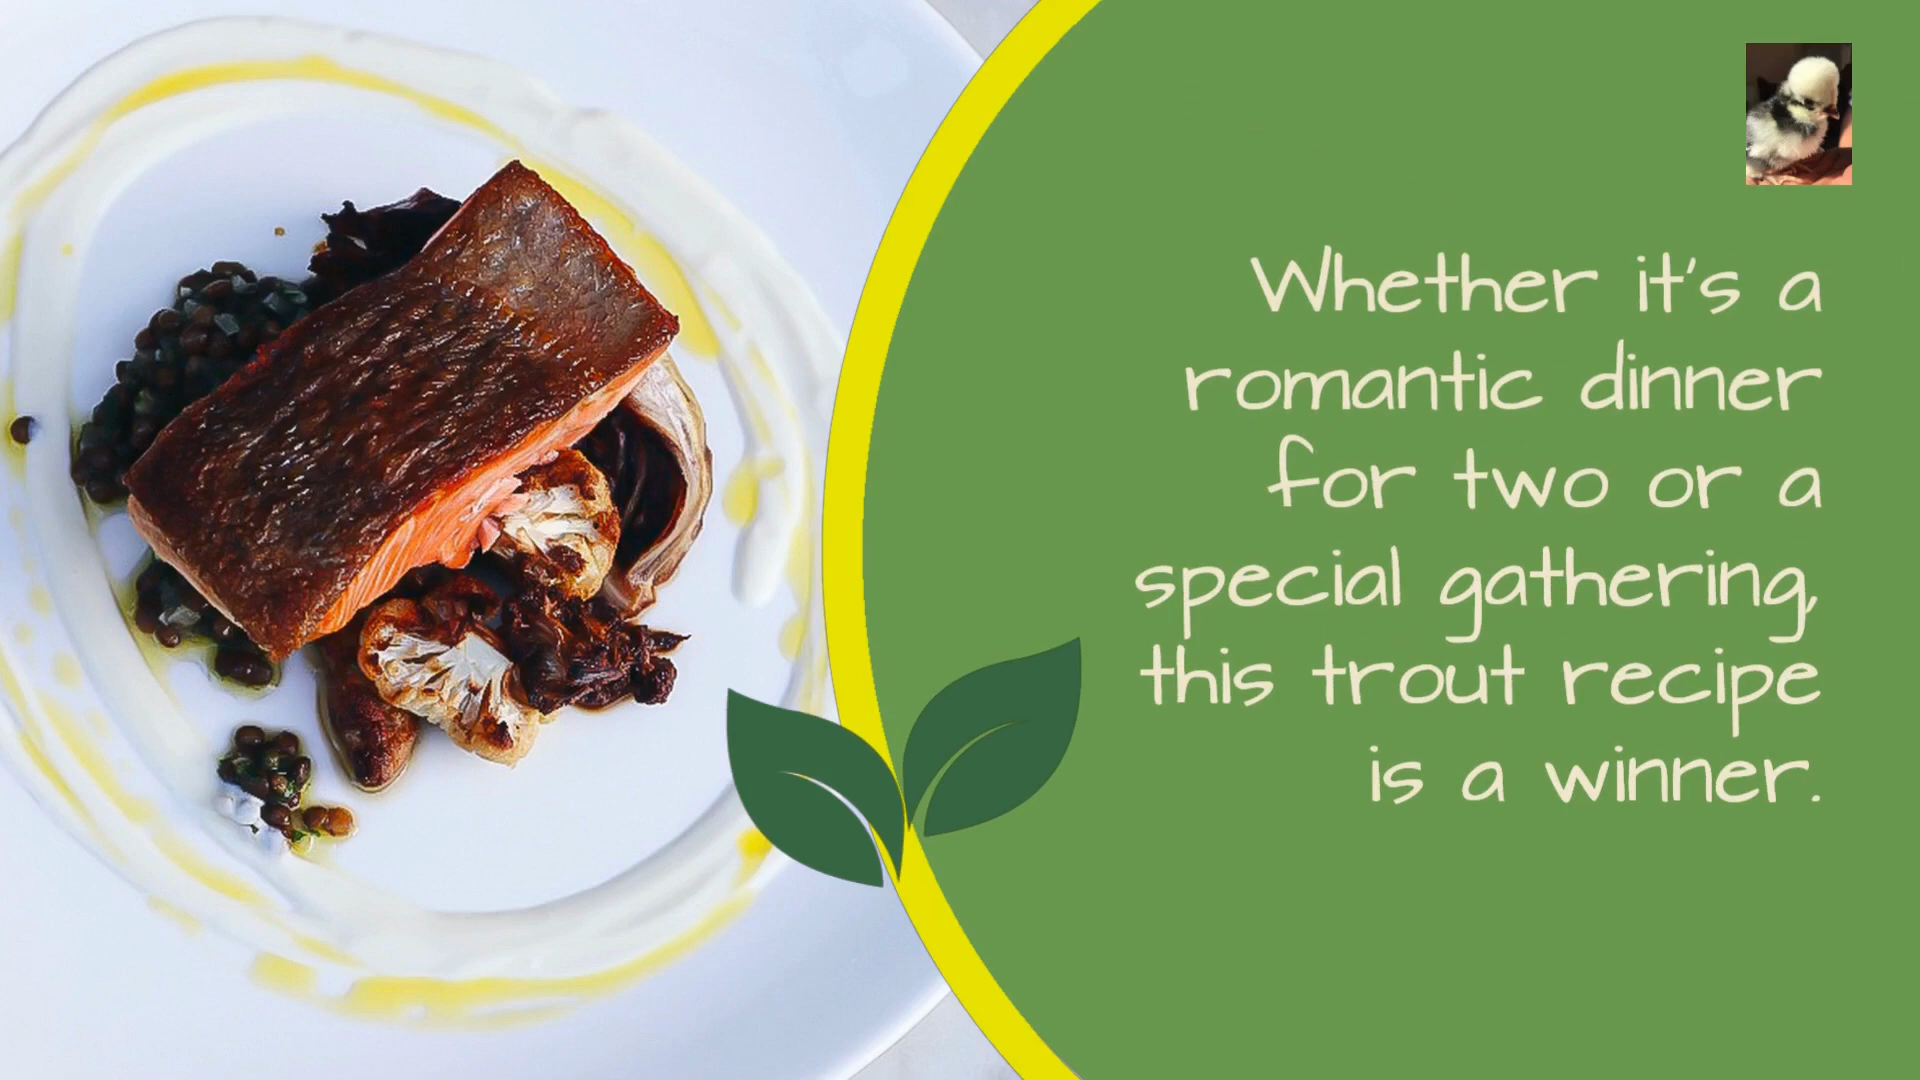 Whether it's a
romantic dinner
for two or a
special gathering,
this trout recipe
is a winner.